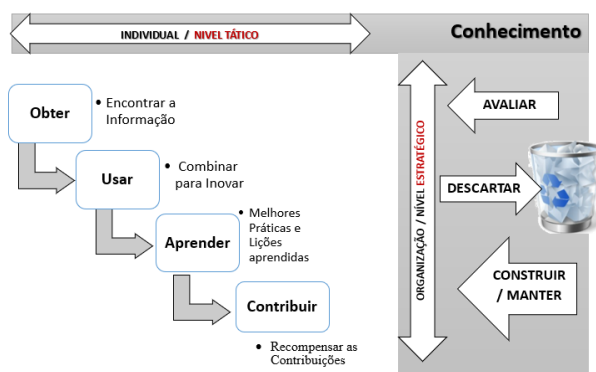 INDIVIDUAL / NIVEL TÁTICO
Conhecimento
Obter
• Encontrar a
Informação
Usar
• Combinar
para Inovar
Aprender
• Melhores
Práticas e
Lições
aprendidas
Contribuir
• Recompensar as
Contribuições
ORGANIZAÇÃO / NÍVEL ESTRATÉGICO
AVALIAR
DESCARTAR
CONSTRUIR
/ MANTER